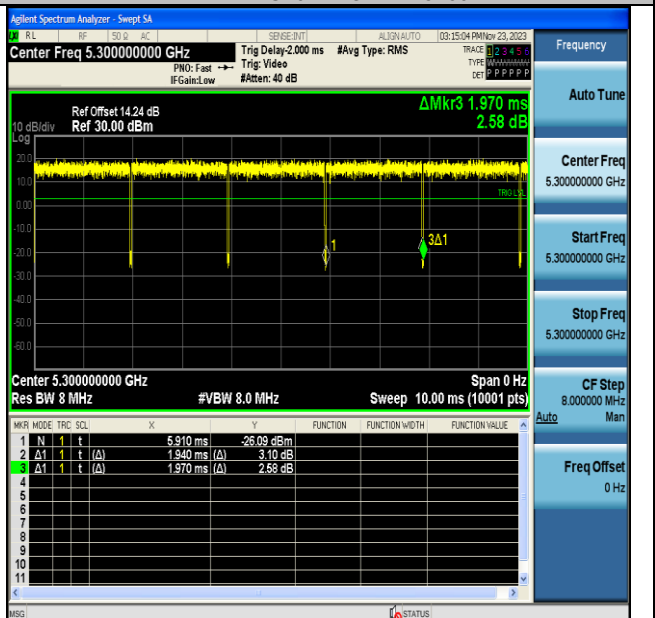 Agilent Spectrum Analyzer - Swept SA
RL RF 50 Ω AC SENSE:INT ALIGN AUTO 03:15:04 PM Nov 23, 2023
Center Freq 5.300000000 GHz Trig Delay-2.000 ms #Avg Type: RMS TRACE 1 2 3 4 5 6
PNO: Fast Trig: Video TYPE
IFGain:Low #Atten: 40 dB DET P P P P P P
Frequency
Auto Tune
Center Freq
5.300000000 GHz
Start Freq
5.300000000 GHz
Stop Freq
5.300000000 GHz
CF Step
8.000000 MHz
Auto Man
Freq Offset
0 Hz
ΔMkr3 1.970 ms
2.58 dB
Ref Offset 14.24 dB
10 dB/div Ref 30.00 dBm
Log
20.0
10.0
0.00
-10.0
-20.0
-30.0
-40.0
-50.0
-60.0
TRIG LVL
1
3Δ1
Center 5.300000000 GHz Span 0 Hz
Res BW 8 MHz #VBW 8.0 MHz Sweep 10.00 ms (10001 pts)
MKR MODE TRC SCL X Y FUNCTION FUNCTION WIDTH FUNCTION VALUE
1 N 1 t 5.910 ms -26.09 dBm
2 Δ1 1 t (Δ) 1.940 ms (Δ) 3.10 dB
3 Δ1 1 t (Δ) 1.970 ms (Δ) 2.58 dB
4
5
6
7
8
9
10
11
MSG STATUS